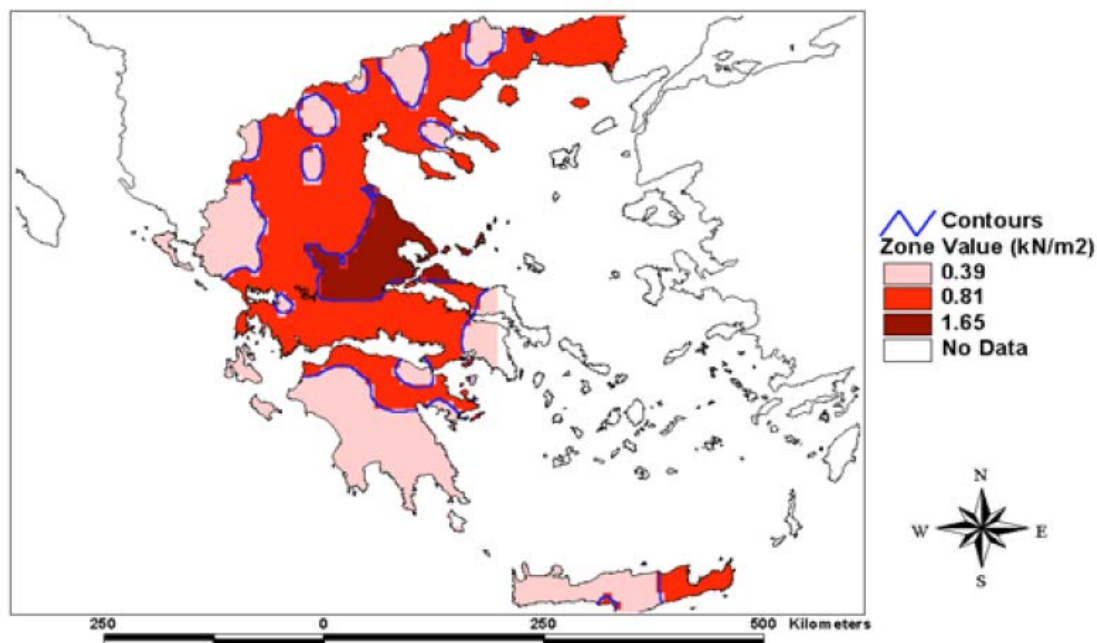 Contours
Zone Value (kN/m2)
0.39
0.81
1.65
No Data
N
W E
S
250 0 250 500 Kilometers